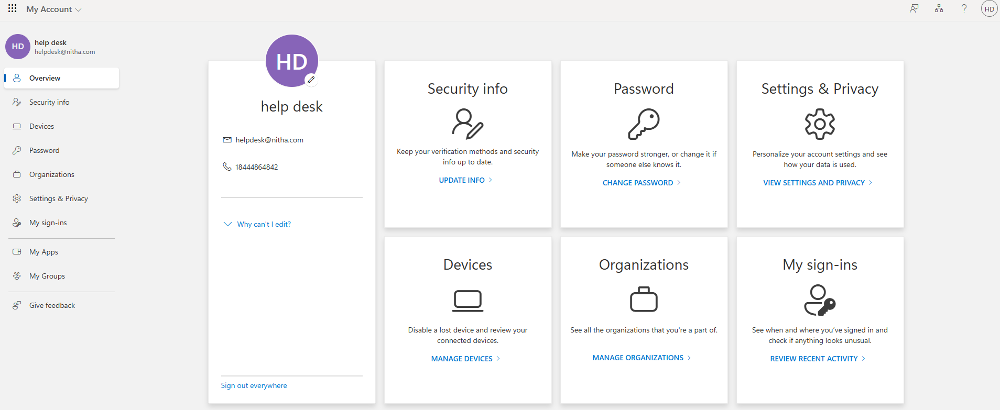 My Account
HD
HD
help desk
helpdesk@nitha.com
Overview
Security info
Devices
Password
Organizations
Settings & Privacy
My sign-ins
My Apps
My Groups
Give feedback
HD
help desk
helpdesk@nitha.com
18444864842
Why can't I edit?
Sign out everywhere
Security info
Keep your verification methods and security
info up to date.
UPDATE INFO
Password
Make your password stronger, or change it if
someone else knows it.
CHANGE PASSWORD
Settings & Privacy
Personalize your account settings and see
how your data is used.
VIEW SETTINGS AND PRIVACY
Devices
Disable a lost device and review your
connected devices.
MANAGE DEVICES
Organizations
See all the organizations that you're a part of.
MANAGE ORGANIZATIONS
My sign-ins
See when and where you've signed in and
check if anything looks unusual.
REVIEW RECENT ACTIVITY